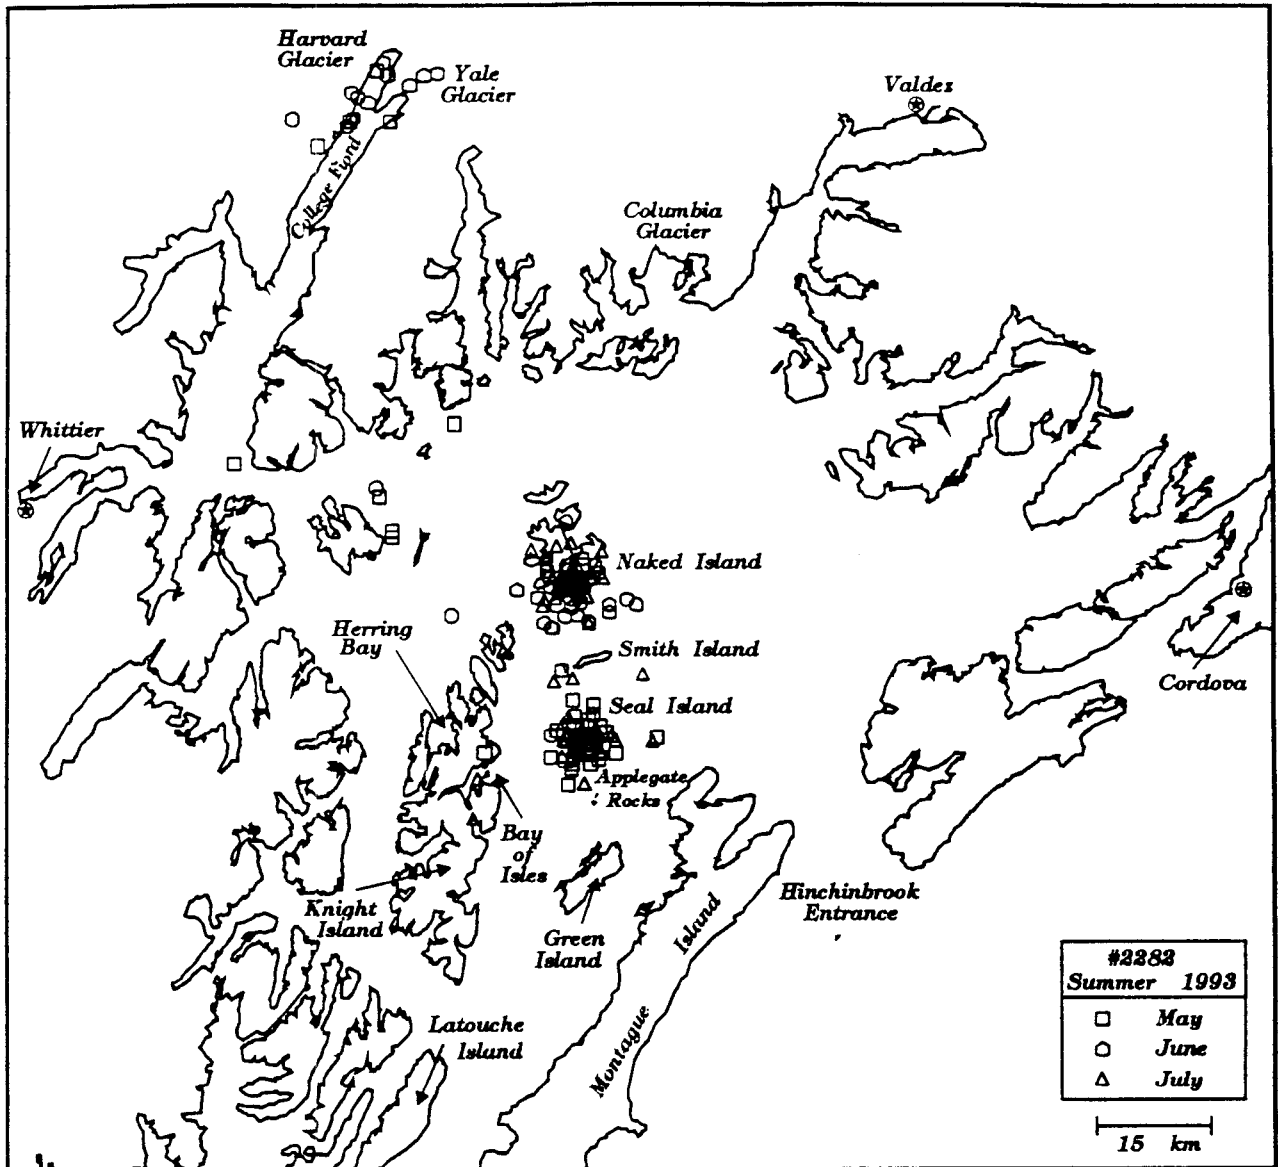 Harvard
Glacier
Yale
Glacier
Valdez
College Fiord
Columbia
Glacier
Whittier
Naked Island
Herring
Bay
Smith Island
Seal Island
Cordova
Applegate
Rocks
Bay
of
Isles
Knight
Island
Green
Island
Island
Montague
Hinchinbrook
Entrance
Latouche
Island
#2282
Summer 1993
May
June
July
15 km